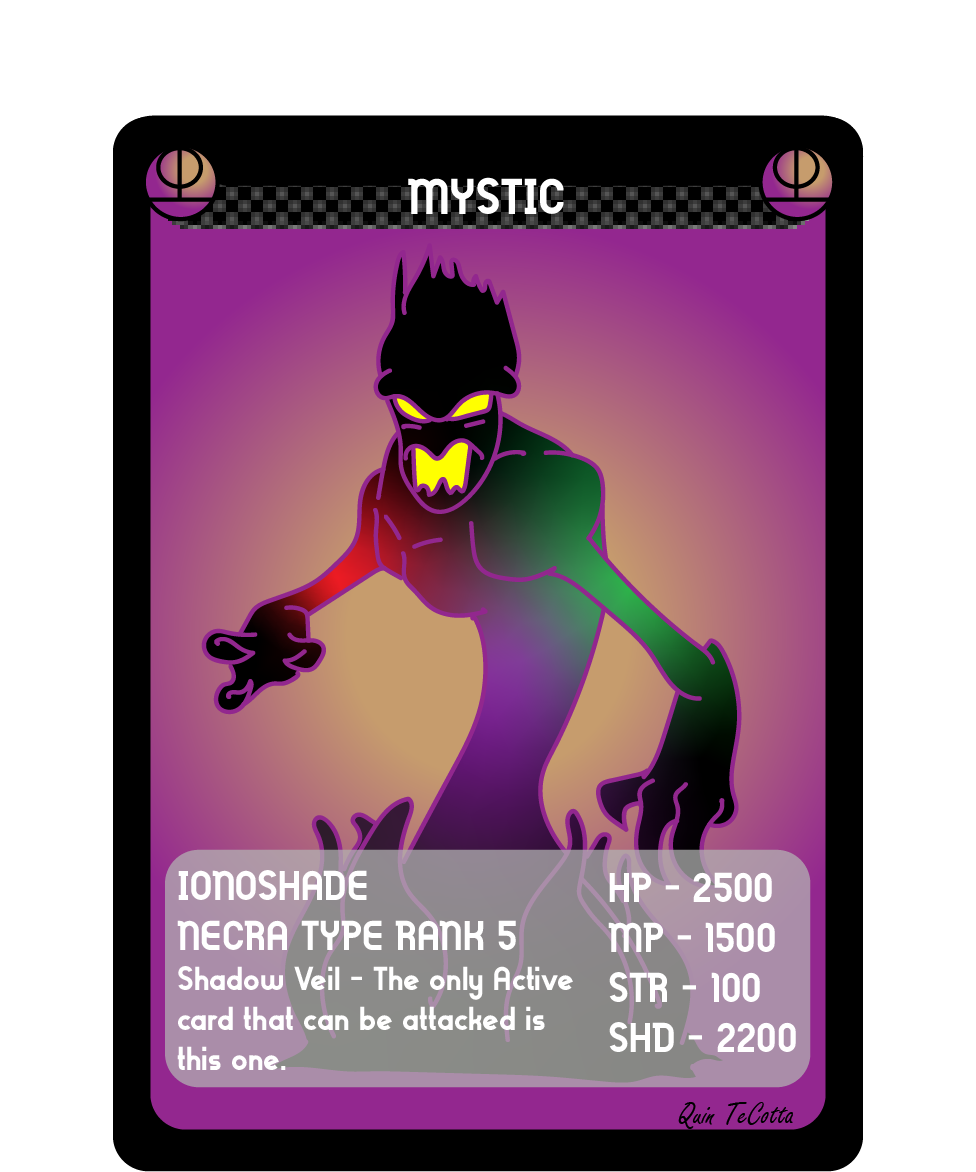 MYSTIC
IONOSHADE
NECRA TYPE RANK 5
Shadow Veil - The only Active
card that can be attacked is
this one.
HP - 2500
MP - 1500
STR - 100
SHD - 2200
Quin TeCotta